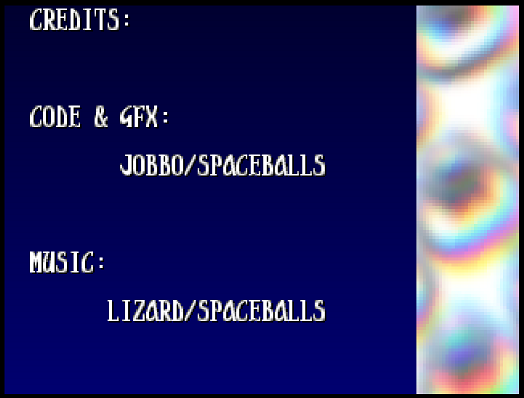 CREDITS:
CODE & GFX:
JOBBO/SPACEBALLS
MUSIC:
LIZARD/SPACEBALLS